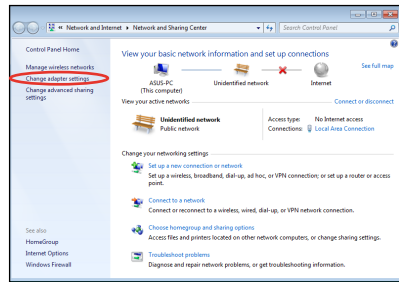 « Network and Internet ▸ Network and Sharing Center
Search Control Panel
Control Panel Home
Manage wireless networks
Change adapter settings
Change advanced sharing
settings
See also
HomeGroup
Internet Options
Windows Firewall
View your basic network information and set up connections
See full map
ASUS-PC
(This computer)
Unidentified network
Internet
View your active networks
Connect or disconnect
Unidentified network
Public network
Access type: No Internet access
Connections: Local Area Connection
Change your networking settings
Set up a new connection or network
Set up a wireless, broadband, dial-up, ad hoc, or VPN connection; or set up a router or access
point.
Connect to a network
Connect or reconnect to a wireless, wired, dial-up, or VPN network connection.
Choose homegroup and sharing options
Access files and printers located on other network computers, or change sharing settings.
Troubleshoot problems
Diagnose and repair network problems, or get troubleshooting information.